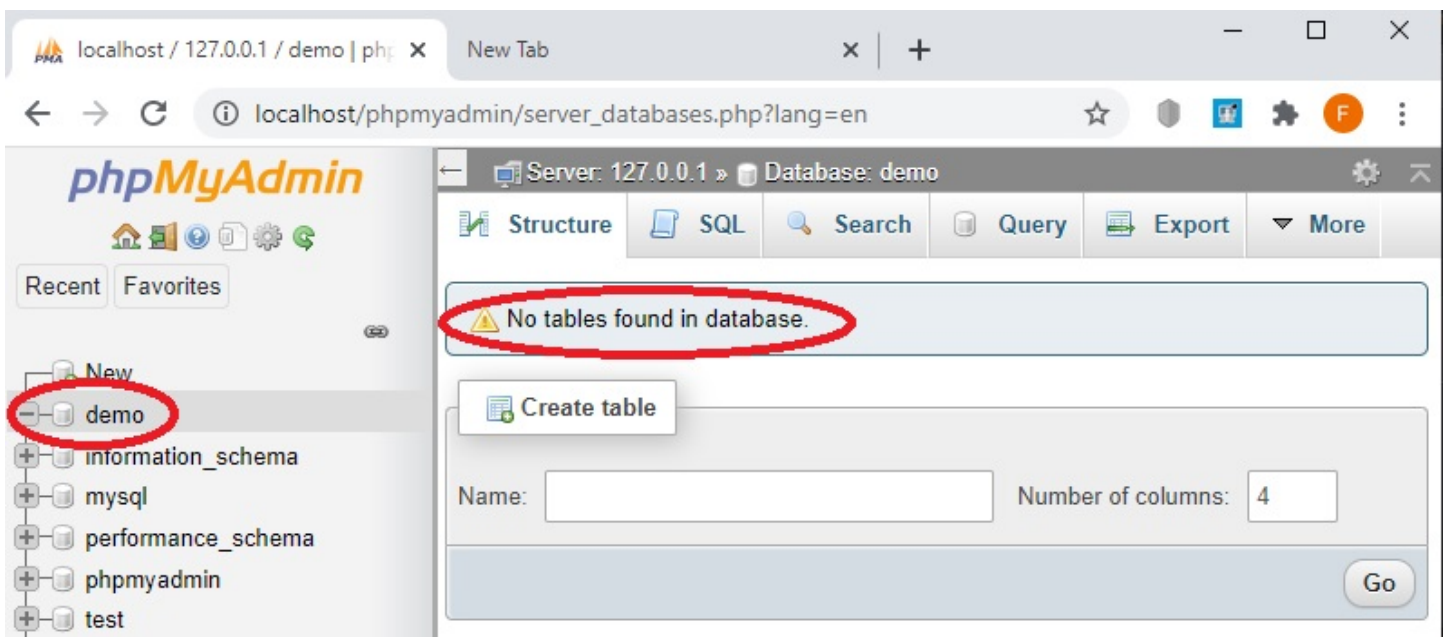 localhost / 127.0.0.1 / demo | php
New Tab
localhost/phpmyadmin/server_databases.php?lang=en
F
phpMyAdmin
Recent Favorites
New
demo
information_schema
mysql
performance_schema
phpmyadmin
test
Server: 127.0.0.1 » Database: demo
Structure SQL Search Query Export More
No tables found in database.
Create table
Name: Number of columns: 4
Go